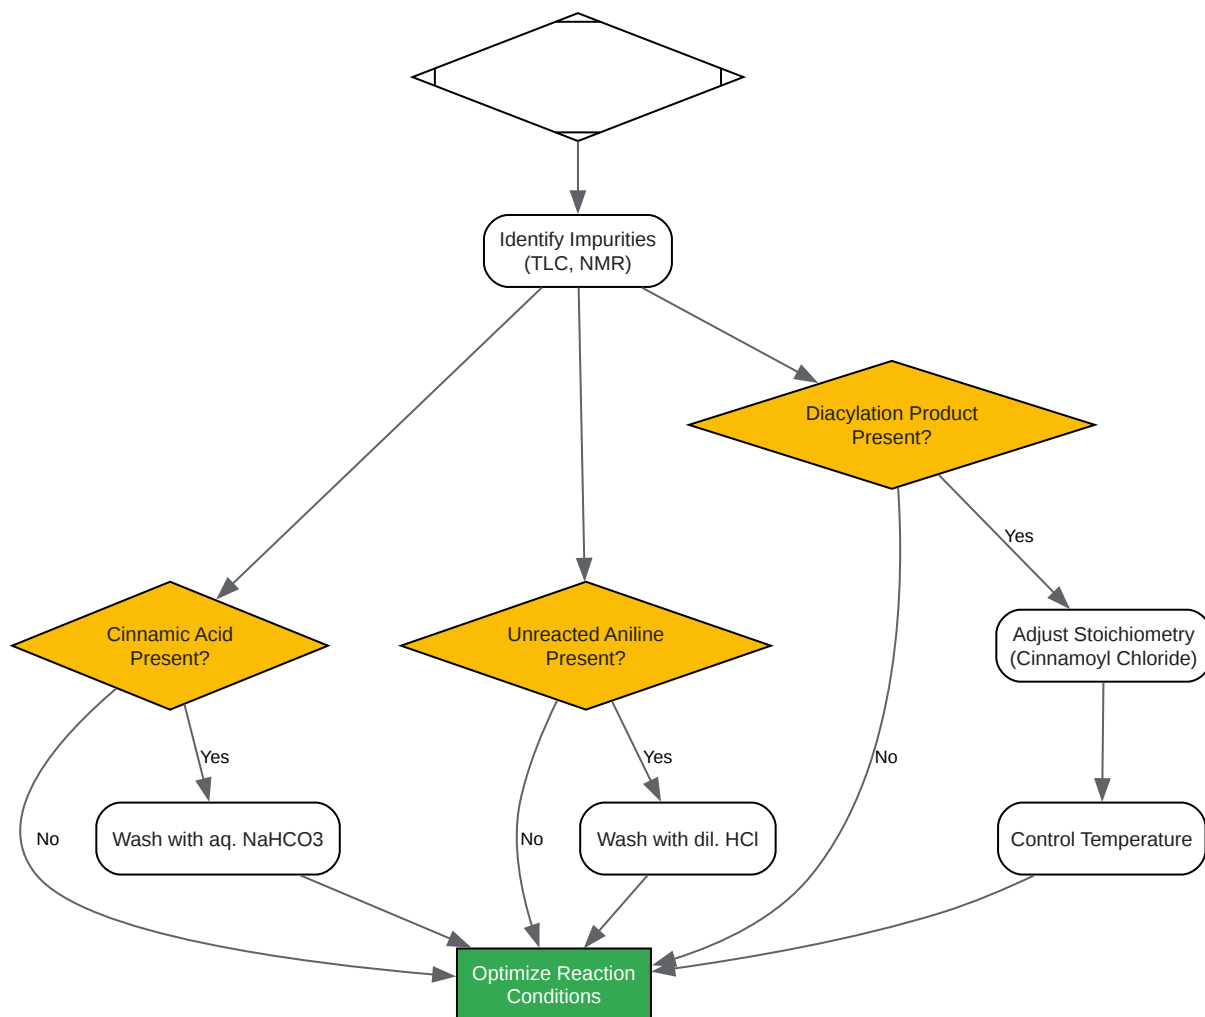 Identify Impurities
(TLC, NMR)
Diacylation Product
Present?
Yes
Cinnamic Acid
Present?
Unreacted Aniline
Present?
Adjust Stoichiometry
(Cinnamoyl Chloride)
Yes
Yes
No
No
Wash with aq. NaHCO3
No
Wash with dil. HCl
Control Temperature
Optimize Reaction
Conditions